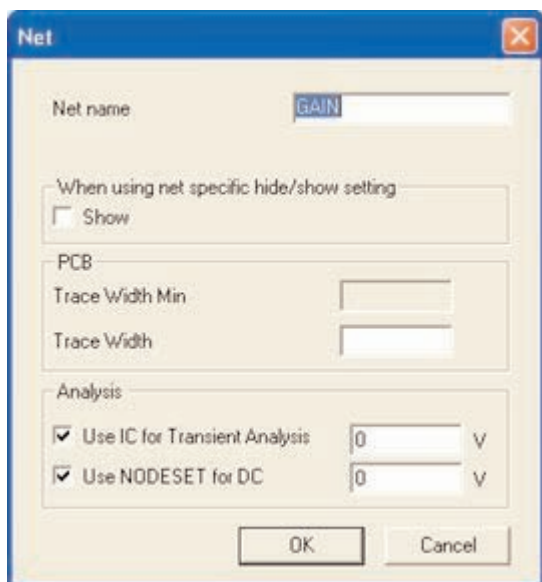 Net
Net name GAIN
When using net specific hide/show setting
Show
PCB
Trace Width Min
Trace Width
Analysis
Use IC for Transient Analysis 0 V
Use NODESET for DC 0 V
OK Cancel